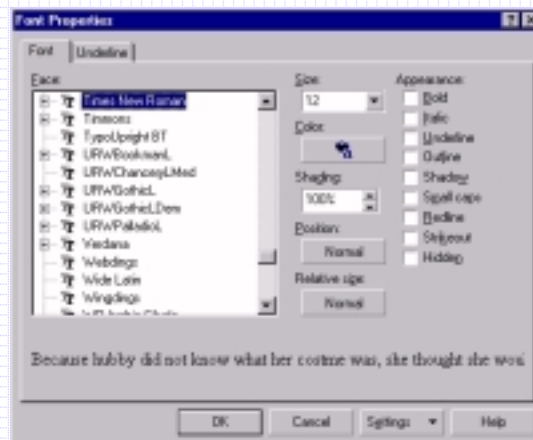 Font Properties
Font Underline
Face:
Times New Roman
Timmons
TypoUpright BT
URWBookmanL
URWChanceryLMed
URWGothicL
URWGothicLDem
URWPalladioL
Verdana
Webdings
Wide Latin
Wingdings
Size:
12
Color:
Shading:
100%
Position:
Normal
Relative size:
Normal
Appearance:
Bold
Italic
Underline
Outline
Shadow
Small caps
Redline
Strikeout
Hidden
Because hubby did not know what her costme was, she thought she woul
OK Cancel Settings Help